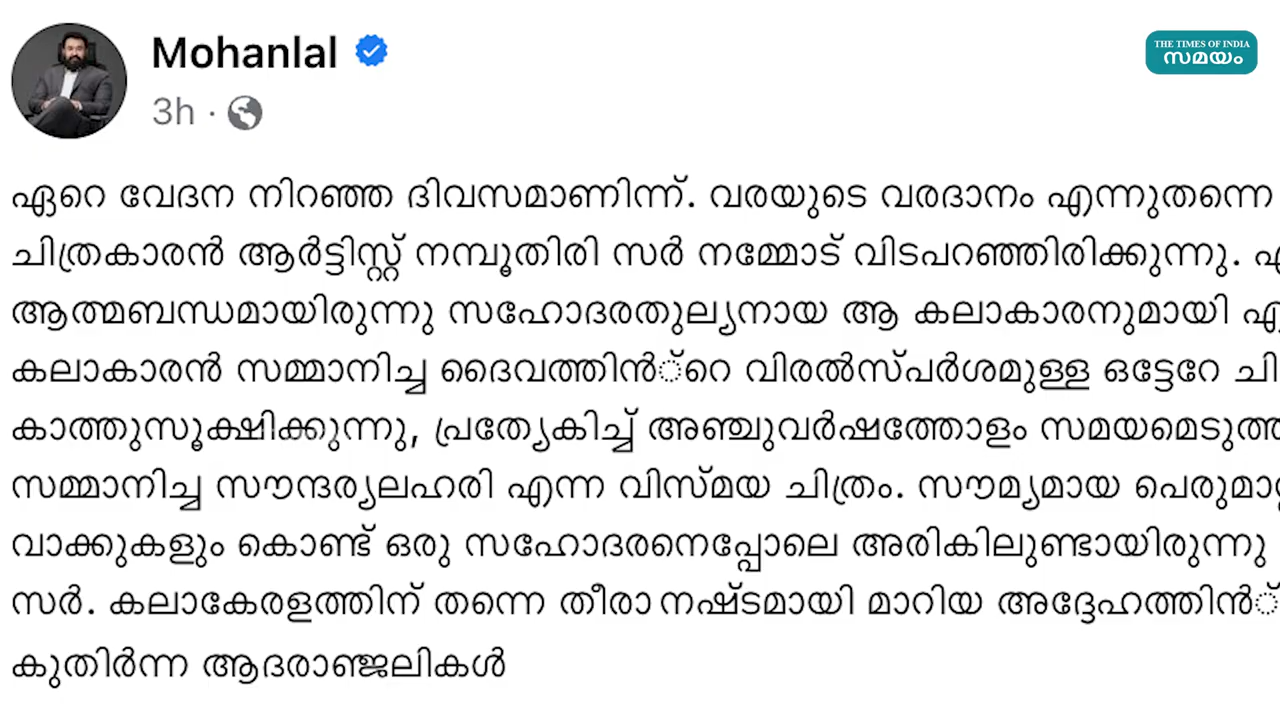 Mohanlal
3h ·
THE TIMES OF INDIA
സമയം
ഏറെ വേദന നിറഞ്ഞ ദിവസമാണിന്ന്. വരയുടെ വരദാനം എന്നുതന്നെ
ചിത്രകാരൻ ആർട്ടിസ്റ്റ് നമ്പൂതിരി സർ നമ്മോട് വിടപറഞ്ഞിരിക്കുന്നു.
ആത്മബന്ധമായിരുന്നു സഹോദരതുല്യനായ ആ കലാകാരനുമായി
കലാകാരൻ സമ്മാനിച്ച ദൈവത്തിൻ്റെ വിരൽസ്പർശമുള്ള ഒട്ടേറേ
കാത്തുസൂക്ഷിക്കുന്നു, പ്രത്യേകിച്ച് അഞ്ചുവർഷത്തോളം
സമ്മാനിച്ച സൗന്ദര്യലഹരി എന്ന വിസ്മയ ചിത്രം. സൗമ്യമായ
വാക്കുകളും കൊണ്ട് ഒരു സഹോദരനെപ്പോലെ അരികിലുണ്ടായിരുന്നു
സർ. കലാകേരളത്തിന് തന്നെ തീരാനഷ്ടമായി മാറിയ
കുതിർന്ന ആദരാഞ്ജലികൾ